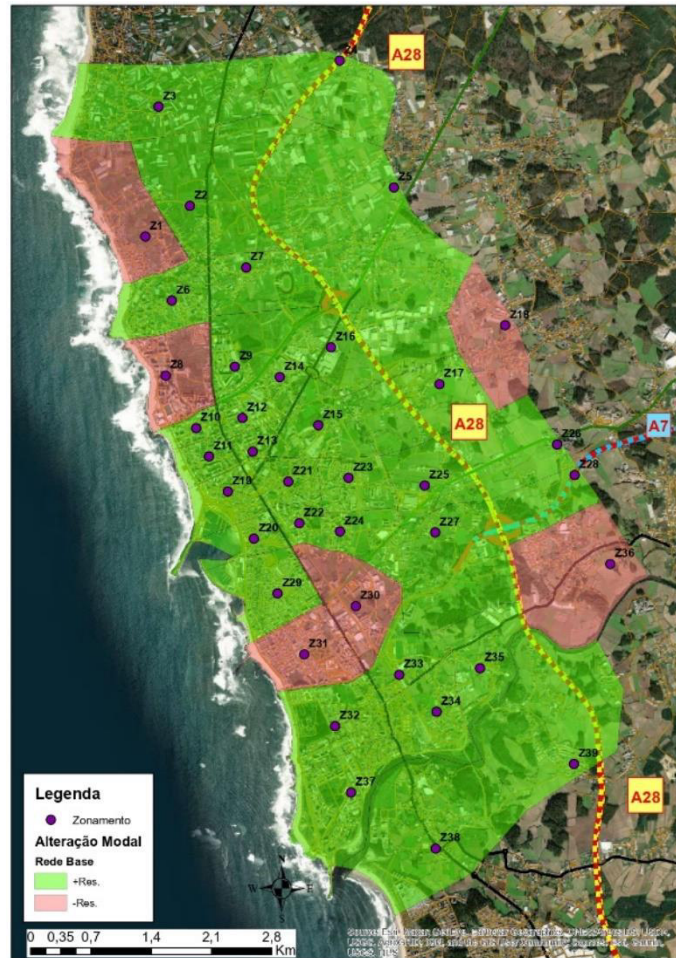 A28
Z3
Z5
Z2
Z1
Z7
Z6
Z16
Z8
Z9
Z14
Z17
Z12
Z10
Z15
A28
A7
Z13
Z11
Z26
Z21
Z23
Z25
Z28
Z22
Z24
Z27
Z20
Z36
Z29
Z30
Z31
Z33
Z35
Z34
Z32
Z39
Z37
A28
Z38
Legenda
Zonamento
Alteração Modal
Rede Base
+Res.
-Res.
N
W E
S
0 0,35 0,7 1,4 2,1 2,8
Km